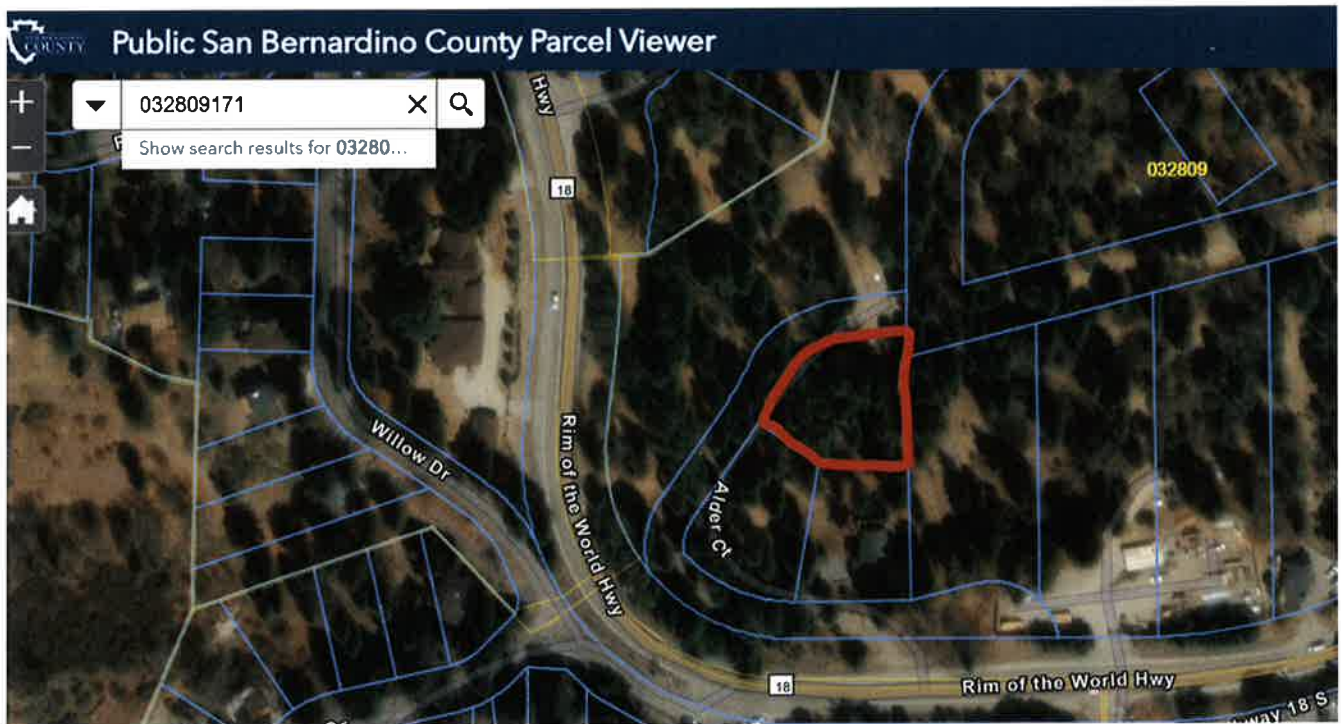 COUNTY
Public San Bernardino County Parcel Viewer
032809171
Show search results for 03280...
Hwy
18
032809
Willow Dr
Rim of the World Hwy
Alder Ct
18
Rim of the World Hwy
way 18 S